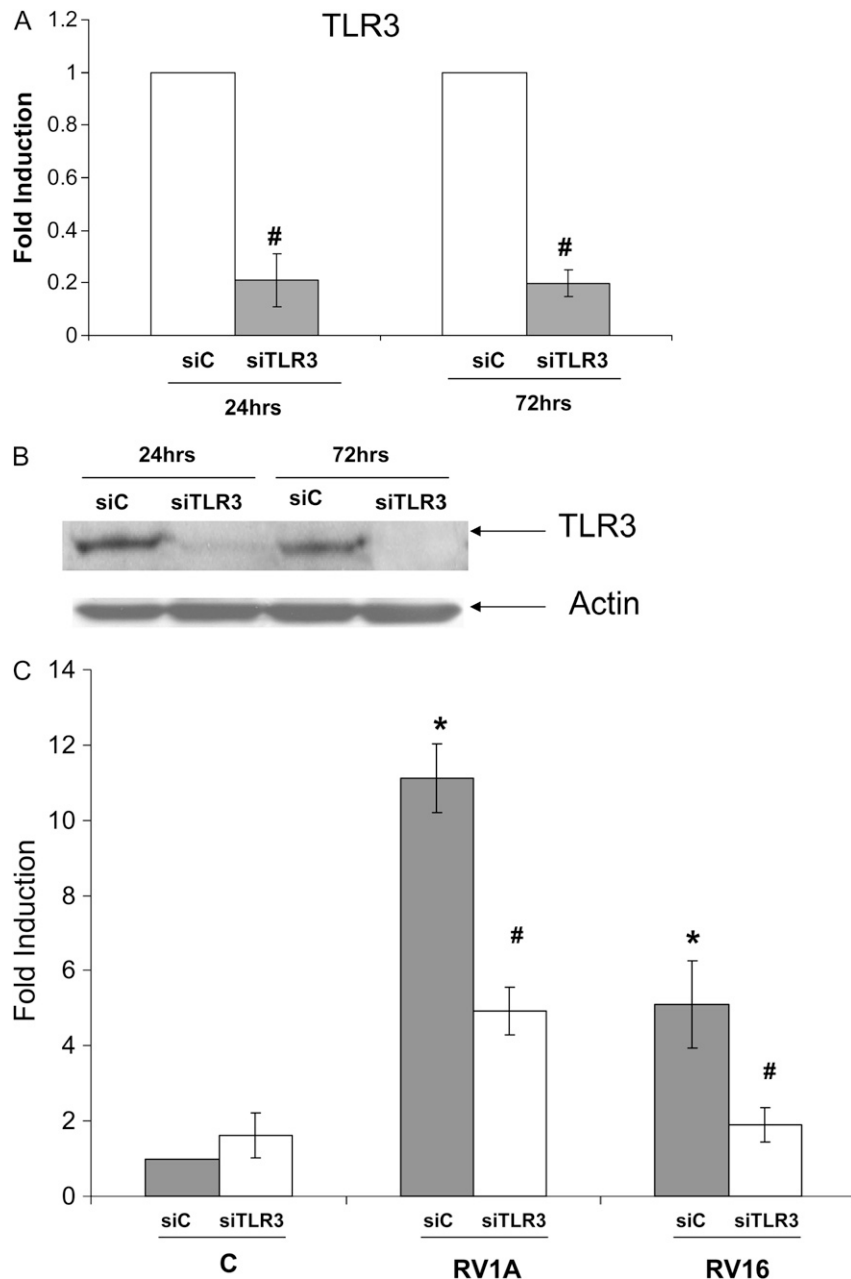 A
TLR3
Fold Induction
1.2
1
0.8
0.6
0.4
0.2
0
#
#
siC siTLR3 siC siTLR3
24hrs 72hrs
B
24hrs 72hrs
siC siTLR3 siC siTLR3
TLR3
Actin
C
Fold Induction
14
12
10
8
6
4
2
0
*
#
*
#
siC siTLR3 siC siTLR3 siC siTLR3
C RV1A RV16